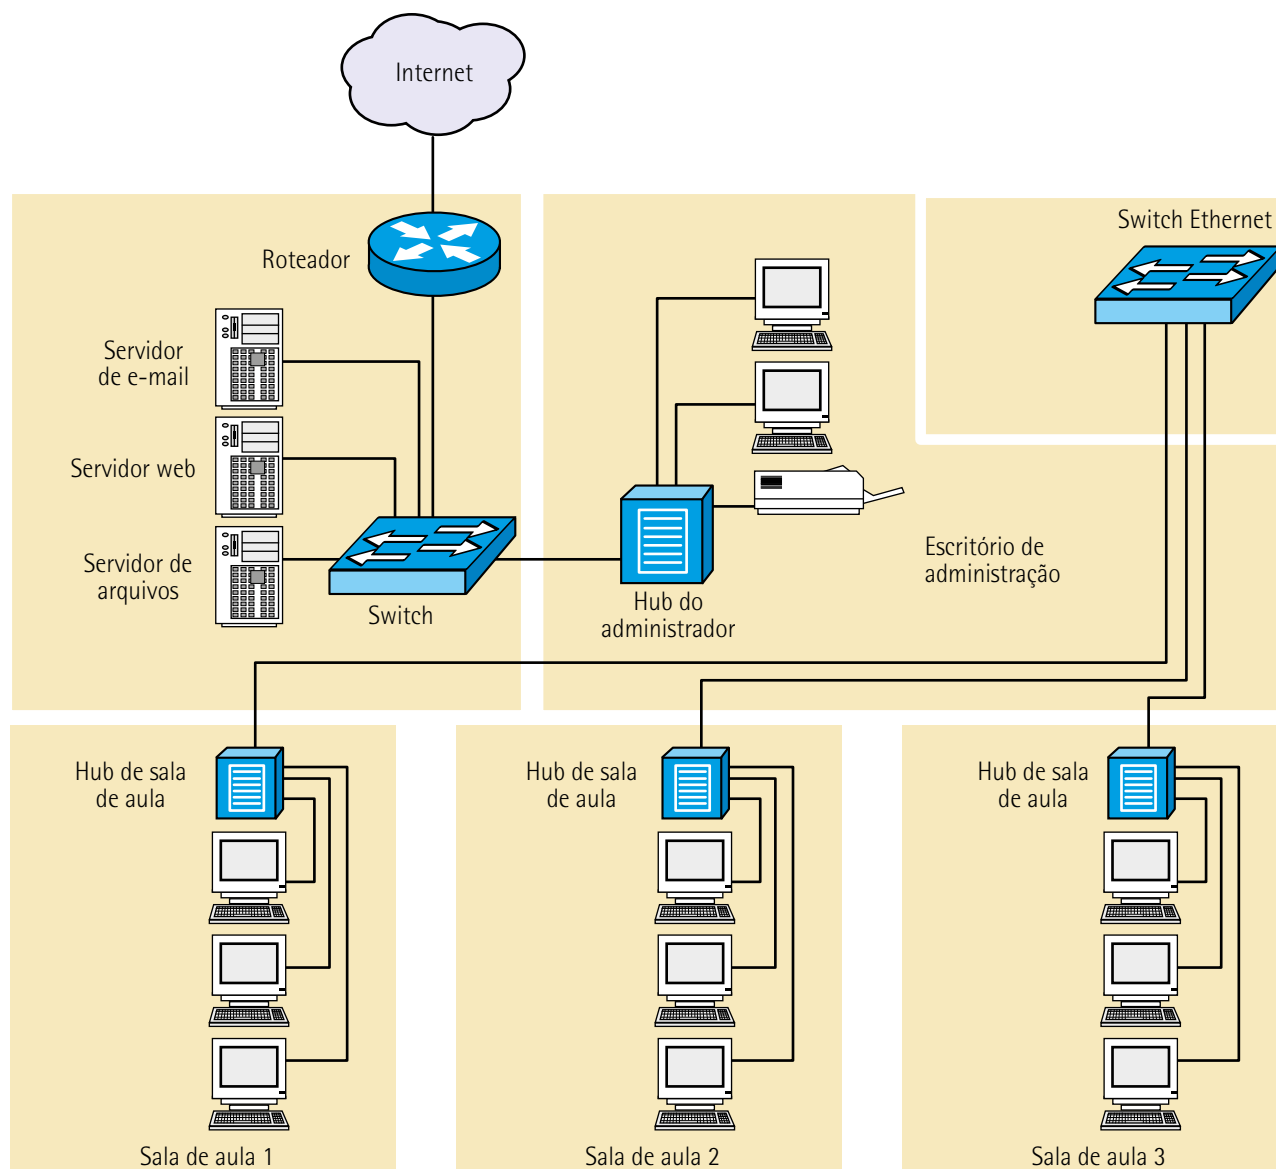 Internet
Roteador
Switch Ethernet
Servidor
de e-mail
Servidor web
Servidor de
arquivos
Switch
Hub do
administrador
Escritório de
administração
Hub de sala
de aula
Hub de sala
de aula
Hub de sala
de aula
Sala de aula 1
Sala de aula 2
Sala de aula 3